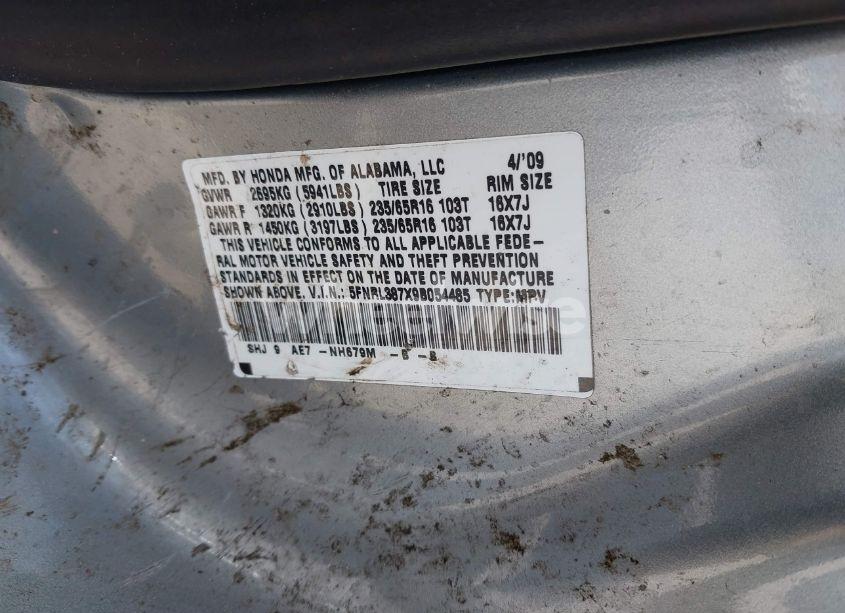 MFD. BY HONDA MFG. OF ALABAMA, LLC 4/'09
GVWR 2695KG (5941LBS) TIRE SIZE RIM SIZE
GAWR F 1320KG (2910LBS) 235/65R16 103T 16X7J
GAWR R 1450KG (3197LBS) 235/65R16 103T 16X7J
THIS VEHICLE CONFORMS TO ALL APPLICABLE FEDE-
RAL MOTOR VEHICLE SAFETY AND THEFT PREVENTION
STANDARDS IN EFFECT ON THE DATE OF MANUFACTURE
SHOWN ABOVE. V.I.N.: 5FNRL387X9B054485 TYPE:MPV
SHJ 9 AE7 -NH679M -B -B